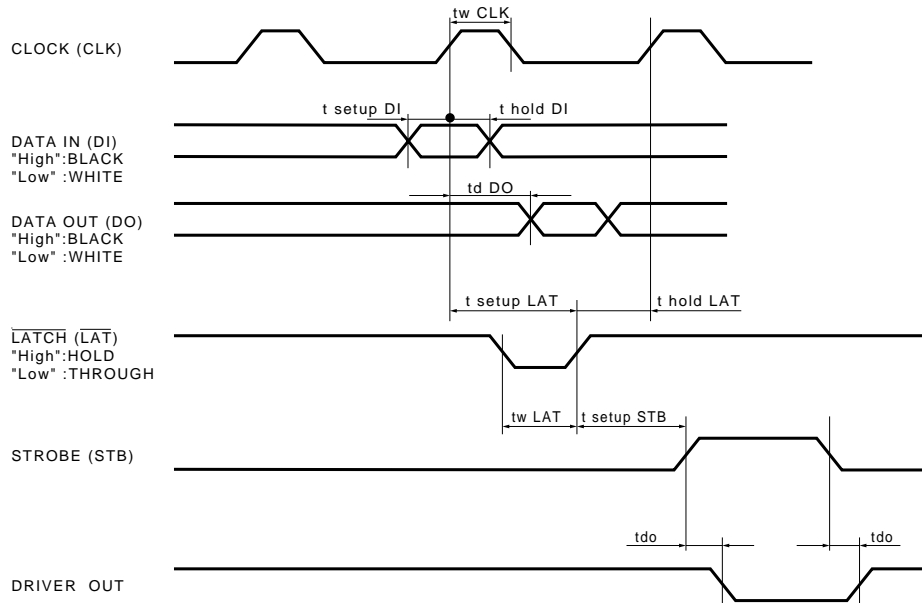 tw CLK
CLOCK (CLK)
t setup DI
t hold DI
DATA IN (DI)
"High":BLACK
"Low" :WHITE
td DO
DATA OUT (DO)
"High":BLACK
"Low" :WHITE
t setup LAT
t hold LAT
LATCH (LAT)
"High":HOLD
"Low" :THROUGH
tw LAT
t setup STB
STROBE (STB)
tdo
tdo
DRIVER OUT